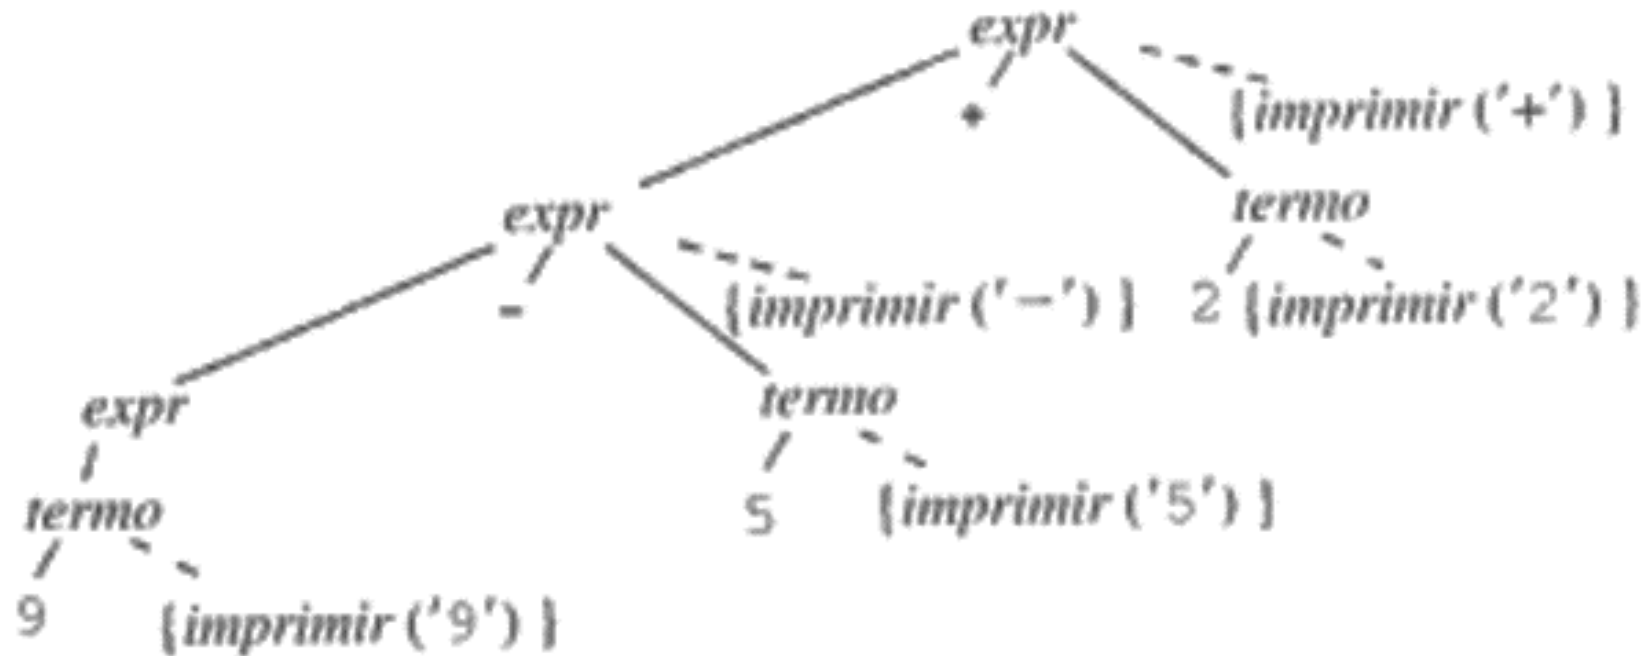 expr
+ {imprimir ('+') }
termo
expr
- {imprimir ('−') } 2 {imprimir ('2') }
expr termo
termo 5 {imprimir ('5') }
9 {imprimir ('9') }